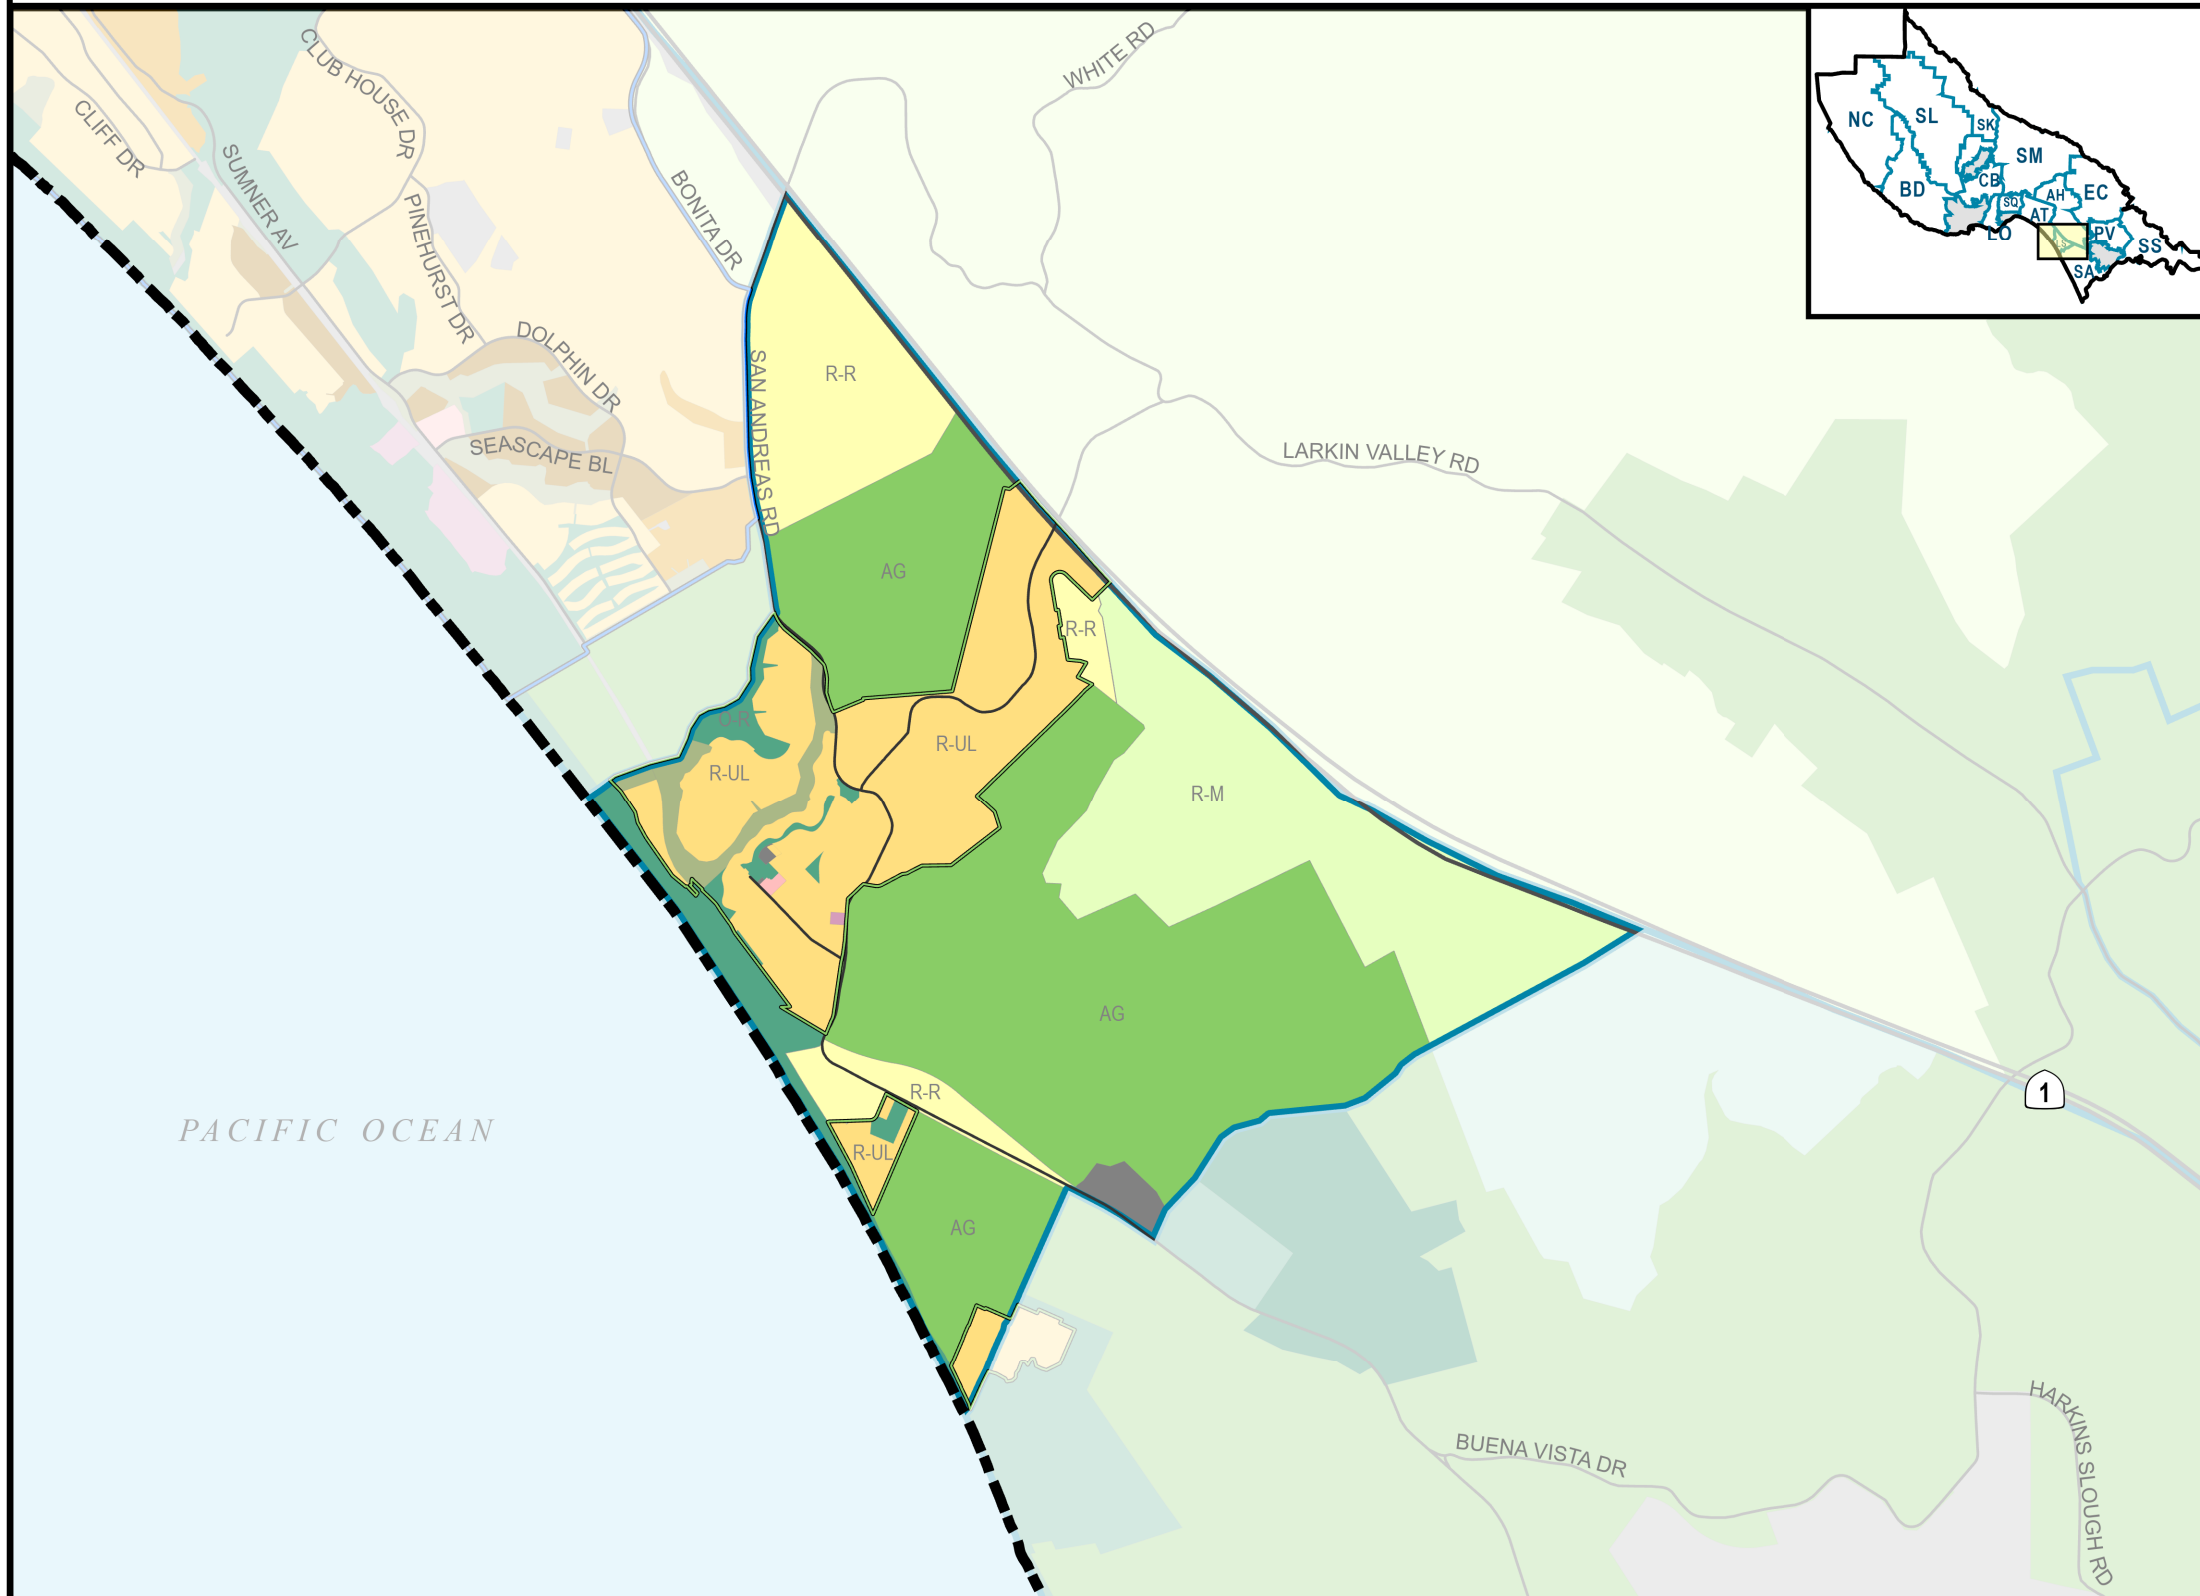 CLUB HOUSE DR
WHITE RD
CLIFF DR
SUMNER AV
BONITA DR
PINEHURST DR
DOLPHIN DR
SEASCAPE BL
SAN ANDREAS RD
LARKIN VALLEY RD
R-R
AG
R-R
O-R
R-UL
R-UL
R-M
AG
R-R
R-UL
AG
PACIFIC OCEAN
1
BUENA VISTA DR
HARKINS SLOUGH RD
NC
SL
SK
SM
BD
CB
SQ
AH
EC
AT
LO
PV
SS
SA